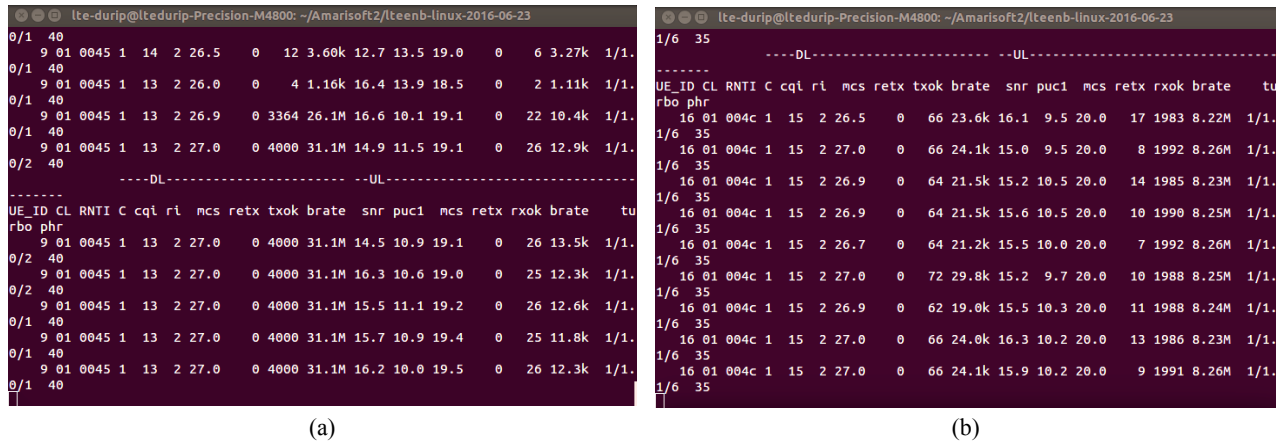 lte-durip@ltedurip-Precision-M4800: ~/Amarisoft2/lteenb-linux-2016-06-23
0/1 40
9 01 0045 1 14 2 26.5 0 12 3.60k 12.7 13.5 19.0 0 6 3.27k 1/1.
0/1 40
9 01 0045 1 13 2 26.0 0 4 1.16k 16.4 13.9 18.5 0 2 1.11k 1/1.
0/1 40
9 01 0045 1 13 2 26.9 0 3364 26.1M 16.6 10.1 19.1 0 22 10.4k 1/1.
0/1 40
9 01 0045 1 13 2 27.0 0 4000 31.1M 14.9 11.5 19.1 0 26 12.9k 1/1.
0/2 40
----DL----------------------- --UL----------------------------------
-------
UE_ID CL RNTI C cqi ri mcs retx txok brate snr puc1 mcs retx rxok brate tu
rbo phr
9 01 0045 1 13 2 27.0 0 4000 31.1M 14.5 10.9 19.1 0 26 13.5k 1/1.
0/2 40
9 01 0045 1 13 2 27.0 0 4000 31.1M 16.3 10.6 19.0 0 25 12.3k 1/1.
0/2 40
9 01 0045 1 13 2 27.0 0 4000 31.1M 15.5 11.1 19.2 0 26 12.6k 1/1.
0/1 40
9 01 0045 1 13 2 27.0 0 4000 31.1M 15.7 10.9 19.4 0 25 11.8k 1/1.
0/1 40
9 01 0045 1 13 2 27.0 0 4000 31.1M 16.2 10.0 19.5 0 26 12.3k 1/1.
0/1 40
(a)
lte-durip@ltedurip-Precision-M4800: ~/Amarisoft2/lteenb-linux-2016-06-23
1/6 35
----DL----------------------- --UL----------------------------------
-------
UE_ID CL RNTI C cqi ri mcs retx txok brate snr puc1 mcs retx rxok brate tu
rbo phr
16 01 004c 1 15 2 26.5 0 66 23.6k 16.1 9.5 20.0 17 1983 8.22M 1/1.
1/6 35
16 01 004c 1 15 2 27.0 0 66 24.1k 15.0 9.5 20.0 8 1992 8.26M 1/1.
1/6 35
16 01 004c 1 15 2 26.9 0 64 21.5k 15.2 10.5 20.0 14 1985 8.23M 1/1.
1/6 35
16 01 004c 1 15 2 26.9 0 64 21.5k 15.6 10.5 20.0 10 1990 8.25M 1/1.
1/6 35
16 01 004c 1 15 2 26.7 0 64 21.2k 15.5 10.0 20.0 7 1992 8.26M 1/1.
1/6 35
16 01 004c 1 15 2 27.0 0 72 29.8k 15.2 9.7 20.0 10 1988 8.25M 1/1.
1/6 35
16 01 004c 1 15 2 26.9 0 62 19.0k 15.5 10.3 20.0 11 1988 8.24M 1/1.
1/6 35
16 01 004c 1 15 2 27.0 0 66 24.0k 16.3 10.2 20.0 13 1986 8.23M 1/1.
1/6 35
16 01 004c 1 15 2 27.0 0 66 24.1k 15.9 10.2 20.0 9 1991 8.26M 1/1.
1/6 35
(b)